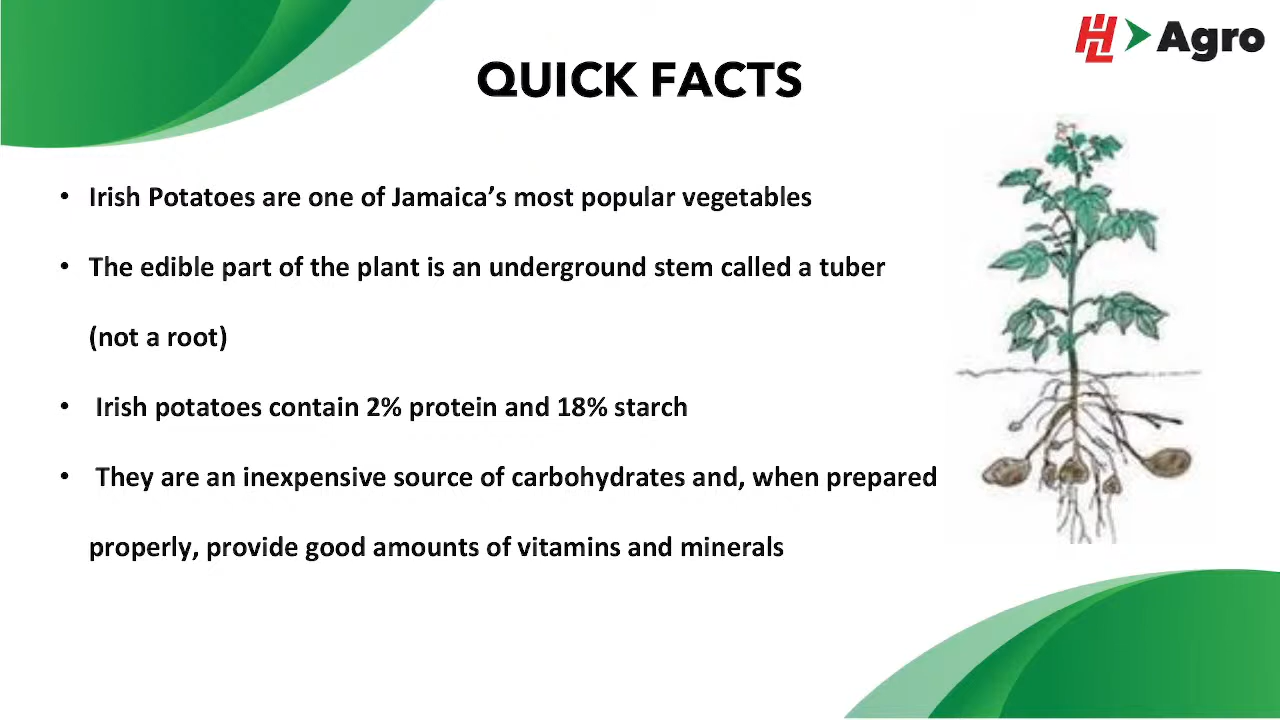 HL Agro
QUICK FACTS
• Irish Potatoes are one of Jamaica’s most popular vegetables
• The edible part of the plant is an underground stem called a tuber
(not a root)
• Irish potatoes contain 2% protein and 18% starch
• They are an inexpensive source of carbohydrates and, when prepared
properly, provide good amounts of vitamins and minerals